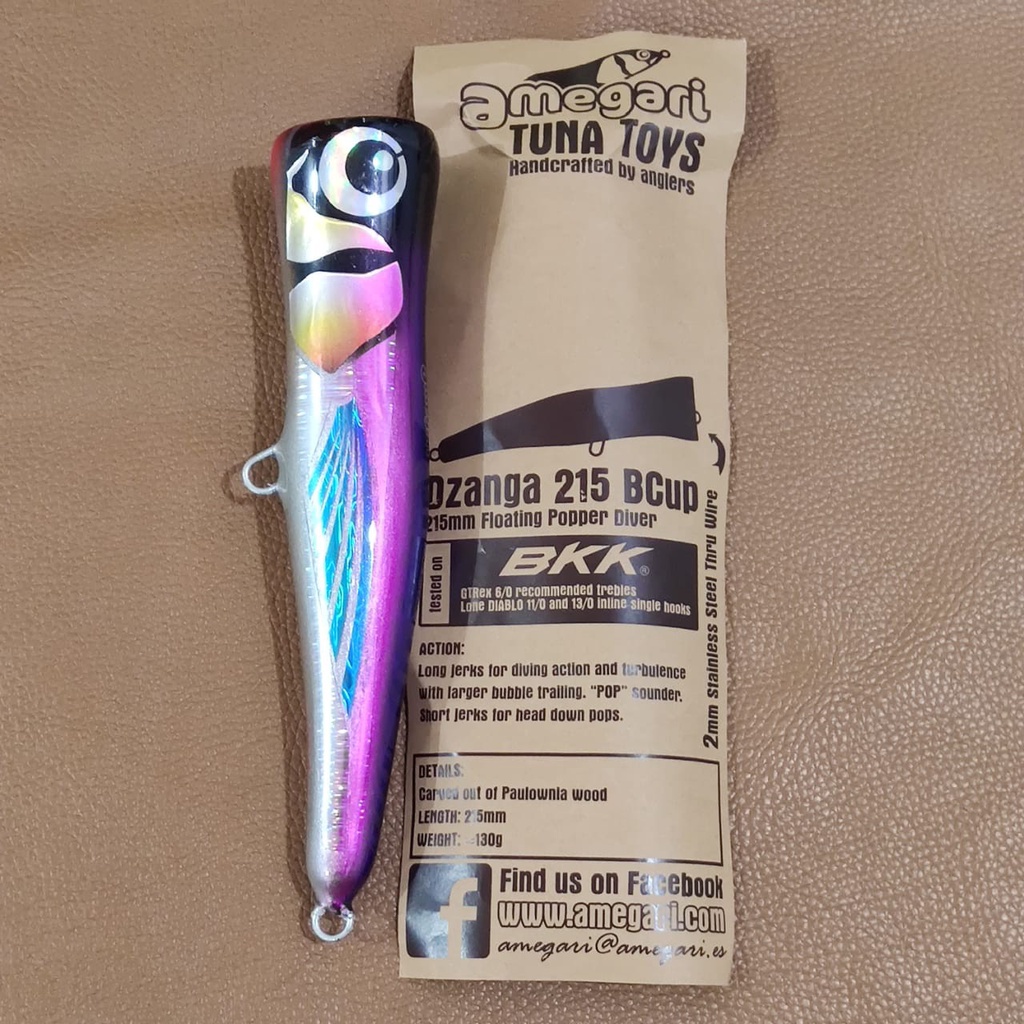 amegari
TUNA TOYS
Handcrafted by anglers
Ozanga 215 BCup
215mm Floating Popper Diver
tested on
BKK®
GTRex 6/0 recommended trebles
Lone DIABLO 11/0 and 13/0 inline single hooks
2mm Stainless Steel Thru Wire
ACTION:
Long jerks for diving action and turbulence
with larger bubble trailing. “POP” sounder.
Short jerks for head down pops.
DETAILS:
Carved out of Paulownia wood
LENGTH: 215mm
WEIGHT: ≈130g
f
Find us on Facebook
www.amegari.com
amegari@amegari.es